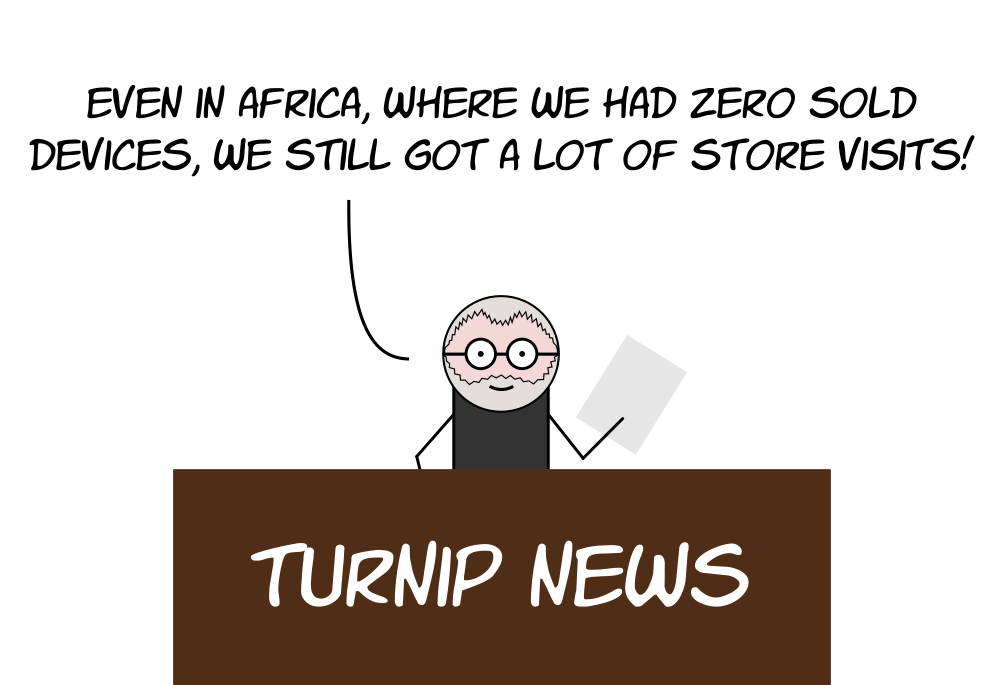 EVEN IN AFRICA, WHERE WE HAD ZERO SOLD
DEVICES, WE STILL GOT A LOT OF STORE VISITS!
TURNIP NEWS